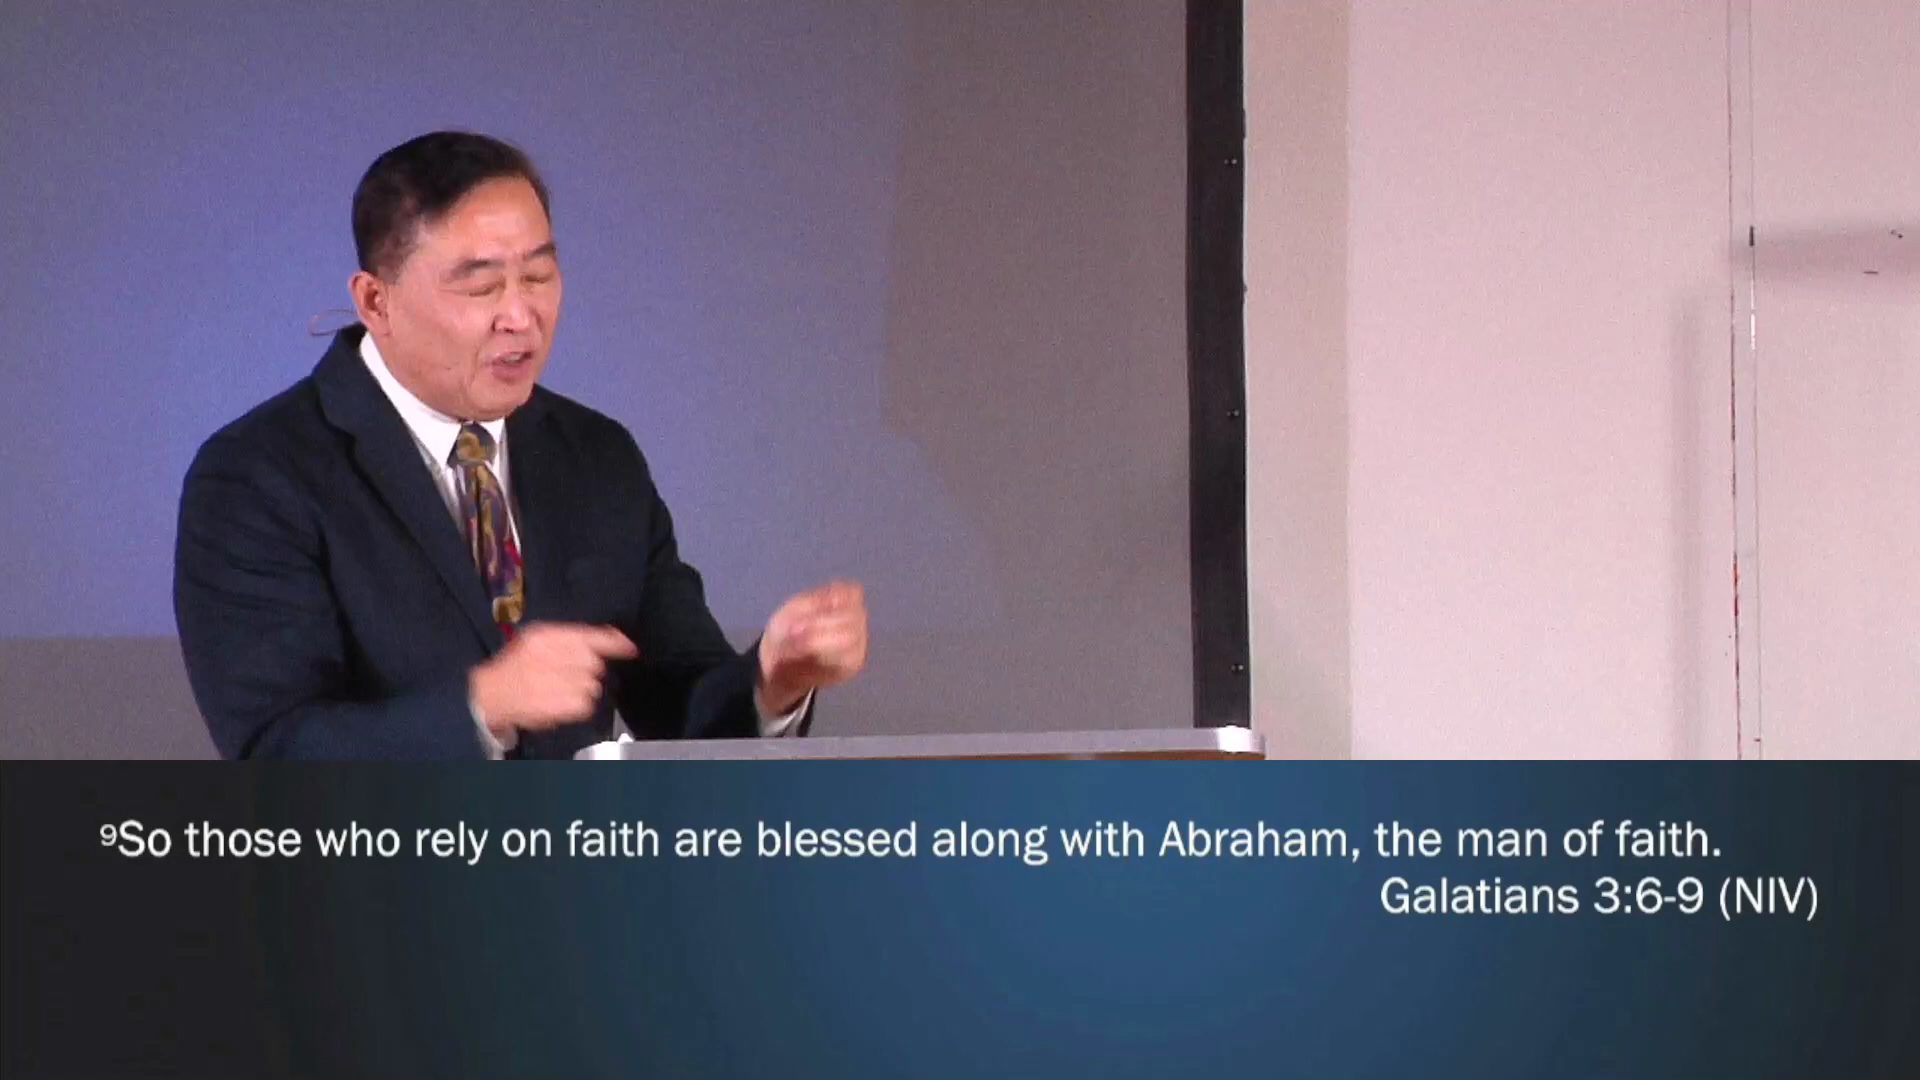 ⁹So those who rely on faith are blessed along with Abraham, the man of faith.
Galatians 3:6-9 (NIV)